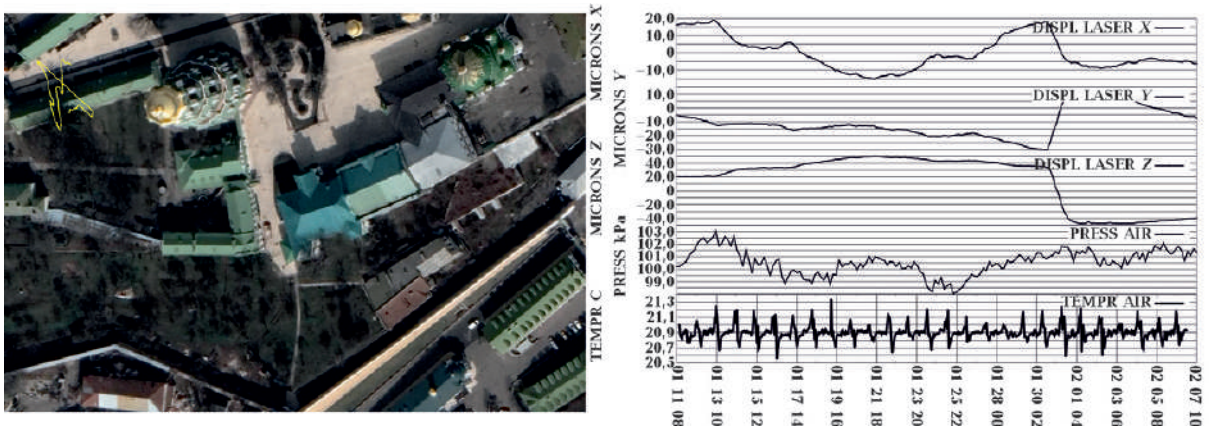 MICRONS X
MICRONS Y
MICRONS Z
PRESS kPa
TEMPR C
20,0
10,0
0
−10,0
DISPL LASER X
10,0
0
−10,0
−20,0
−30,0
DISPL LASER Y
40,0
20,0
0
−20,0
−40,0
DISPL LASER Z
103,0
102,0
101,0
100,0
99,0
PRESS AIR
21,3
21,1
20,9
20,7
20,5
TEMPR AIR
01 11 08
01 13 10
01 15 12
01 17 14
01 19 16
01 21 18
01 23 20
01 25 22
01 28 00
01 30 02
02 01 04
02 03 06
02 05 08
02 07 10